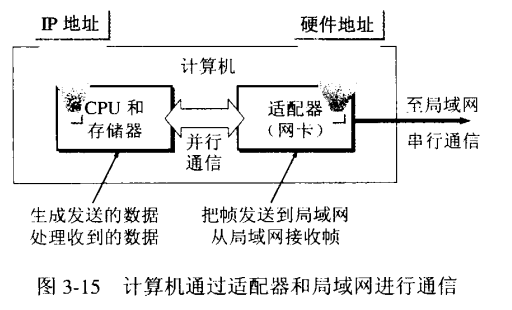 IP 地址
硬件地址
计算机
CPU 和
存储器
并行
通信
适配器
（网卡）
至局域网
串行通信
生成发送的数据
处理收到的数据
把帧发送到局域网
从局域网接收帧
图 3-15 计算机通过适配器和局域网进行通信